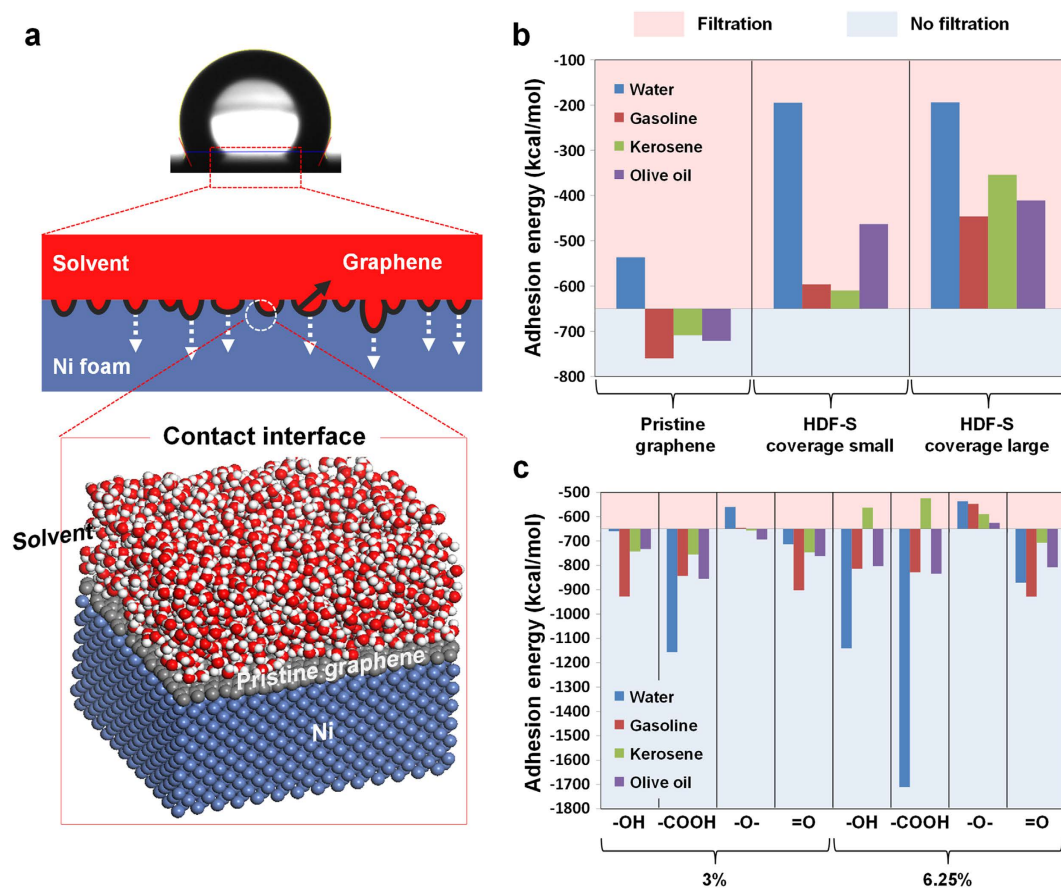 a
Solvent
Graphene
Ni foam
Contact interface
Solvent
Pristine graphene
Ni
b
Filtration
No filtration
Adhesion energy (kcal/mol)
-100
-200
-300
-400
-500
-600
-700
-800
Water
Gasoline
Kerosene
Olive oil
Pristine
graphene
HDF-S
coverage small
HDF-S
coverage large
c
Adhesion energy (kcal/mol)
-500
-600
-700
-800
-900
-1000
-1100
-1200
-1300
-1400
-1500
-1600
-1700
-1800
Water
Gasoline
Kerosene
Olive oil
-OH -COOH -O- =O -OH -COOH -O- =O
3% 6.25%